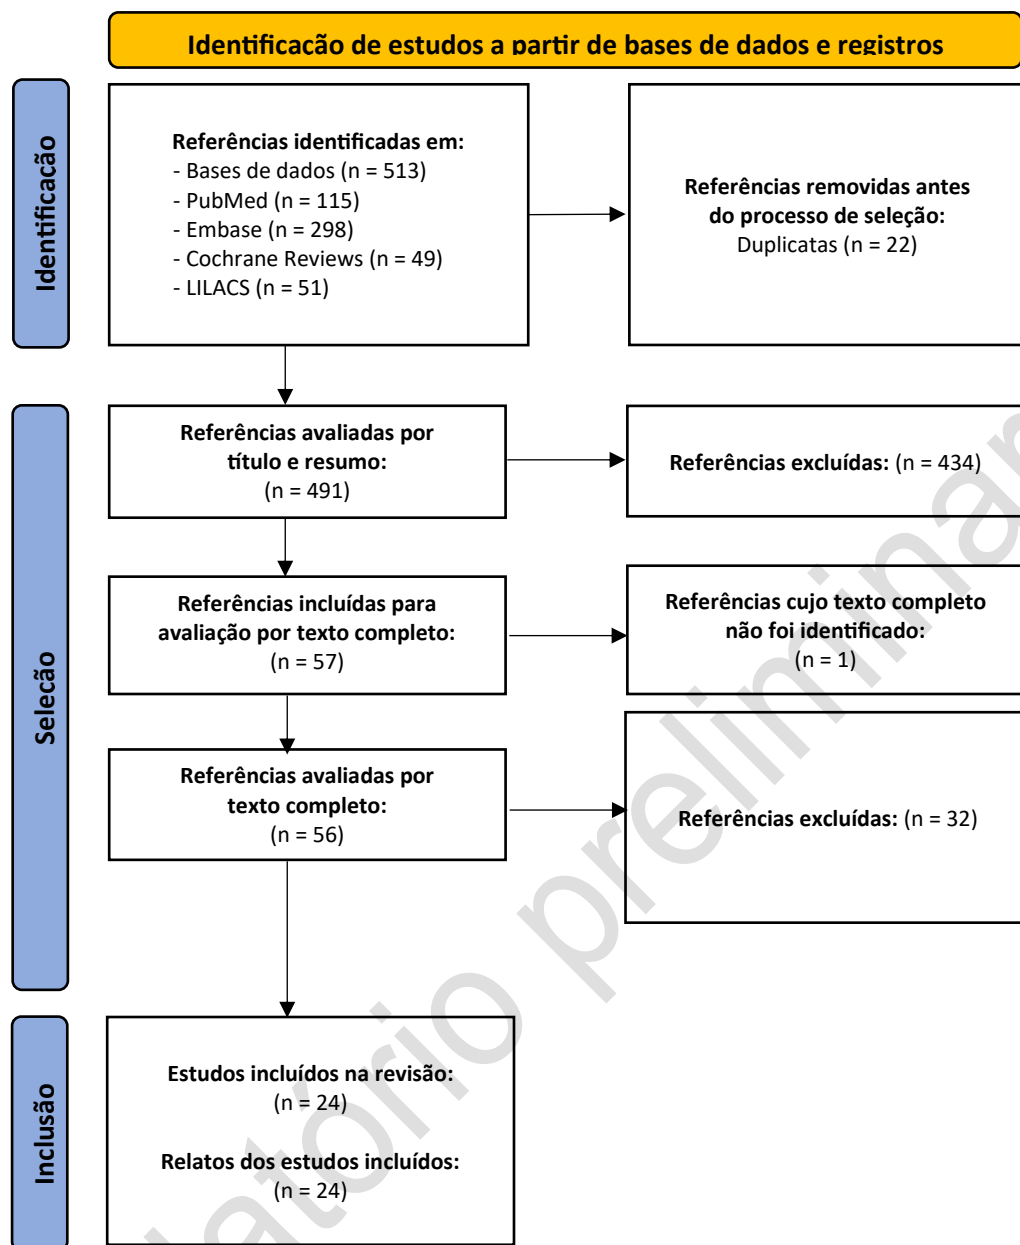 Identificação de estudos a partir de bases de dados e registros
Identificação
Referências identificadas em:
- Bases de dados (n = 513)
- PubMed (n = 115)
- Embase (n = 298)
- Cochrane Reviews (n = 49)
- LILACS (n = 51)
Referências removidas antes
do processo de seleção:
Duplicatas (n = 22)
Seleção
Referências avaliadas por
título e resumo:
(n = 491)
Referências excluídas: (n = 434)
Referências incluídas para
avaliação por texto completo:
(n = 57)
Referências cujo texto completo
não foi identificado:
(n = 1)
Referências avaliadas por
texto completo:
(n = 56)
Referências excluídas: (n = 32)
Inclusão
Estudos incluídos na revisão:
(n = 24)
Relatos dos estudos incluídos:
(n = 24)
latório preliminar